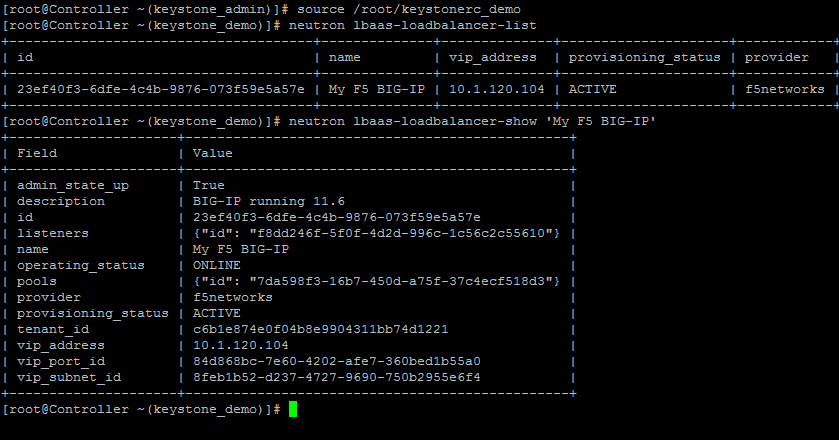 [root@Controller ~(keystone_admin)]# source /root/keystonerc_demo
[root@Controller ~(keystone_demo)]# neutron lbaas-loadbalancer-list
+--------------------------------------+--------------+--------------+---------------------+------------+
| id                                   | name         | vip_address  | provisioning_status | provider   |
+--------------------------------------+--------------+--------------+---------------------+------------+
| 23ef40f3-6dfe-4c4b-9876-073f59e5a57e | My F5 BIG-IP | 10.1.120.104 | ACTIVE              | f5networks |
+--------------------------------------+--------------+--------------+---------------------+------------+
[root@Controller ~(keystone_demo)]# neutron lbaas-loadbalancer-show 'My F5 BIG-IP'
+---------------------+------------------------------------------------+
| Field               | Value                                          |
+---------------------+------------------------------------------------+
| admin_state_up      | True                                           |
| description         | BIG-IP running 11.6                            |
| id                  | 23ef40f3-6dfe-4c4b-9876-073f59e5a57e           |
| listeners           | {"id": "f8dd246f-5f0f-4d2d-996c-1c56c2c55610"} |
| name                | My F5 BIG-IP                                   |
| operating_status    | ONLINE                                         |
| pools               | {"id": "7da598f3-16b7-450d-a75f-37c4ecf518d3"} |
| provider            | f5networks                                     |
| provisioning_status | ACTIVE                                         |
| tenant_id           | c6b1e874e0f04b8e9904311bb74d1221               |
| vip_address         | 10.1.120.104                                   |
| vip_port_id         | 84d868bc-7e60-4202-afe7-360bed1b55a0           |
| vip_subnet_id       | 8feb1b52-d237-4727-9690-750b2955e6f4           |
+---------------------+------------------------------------------------+
[root@Controller ~(keystone_demo)]#